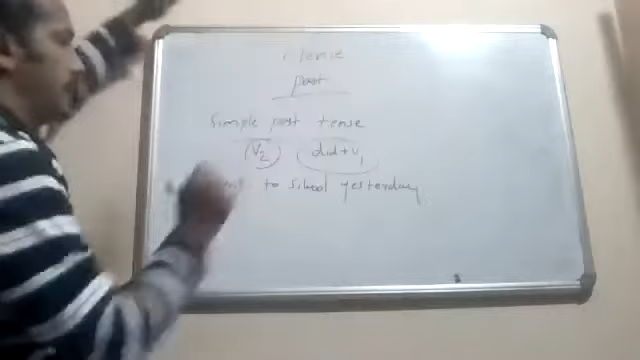 Tense
past
Simple past tense
(V2) did+V1
to school yesterday